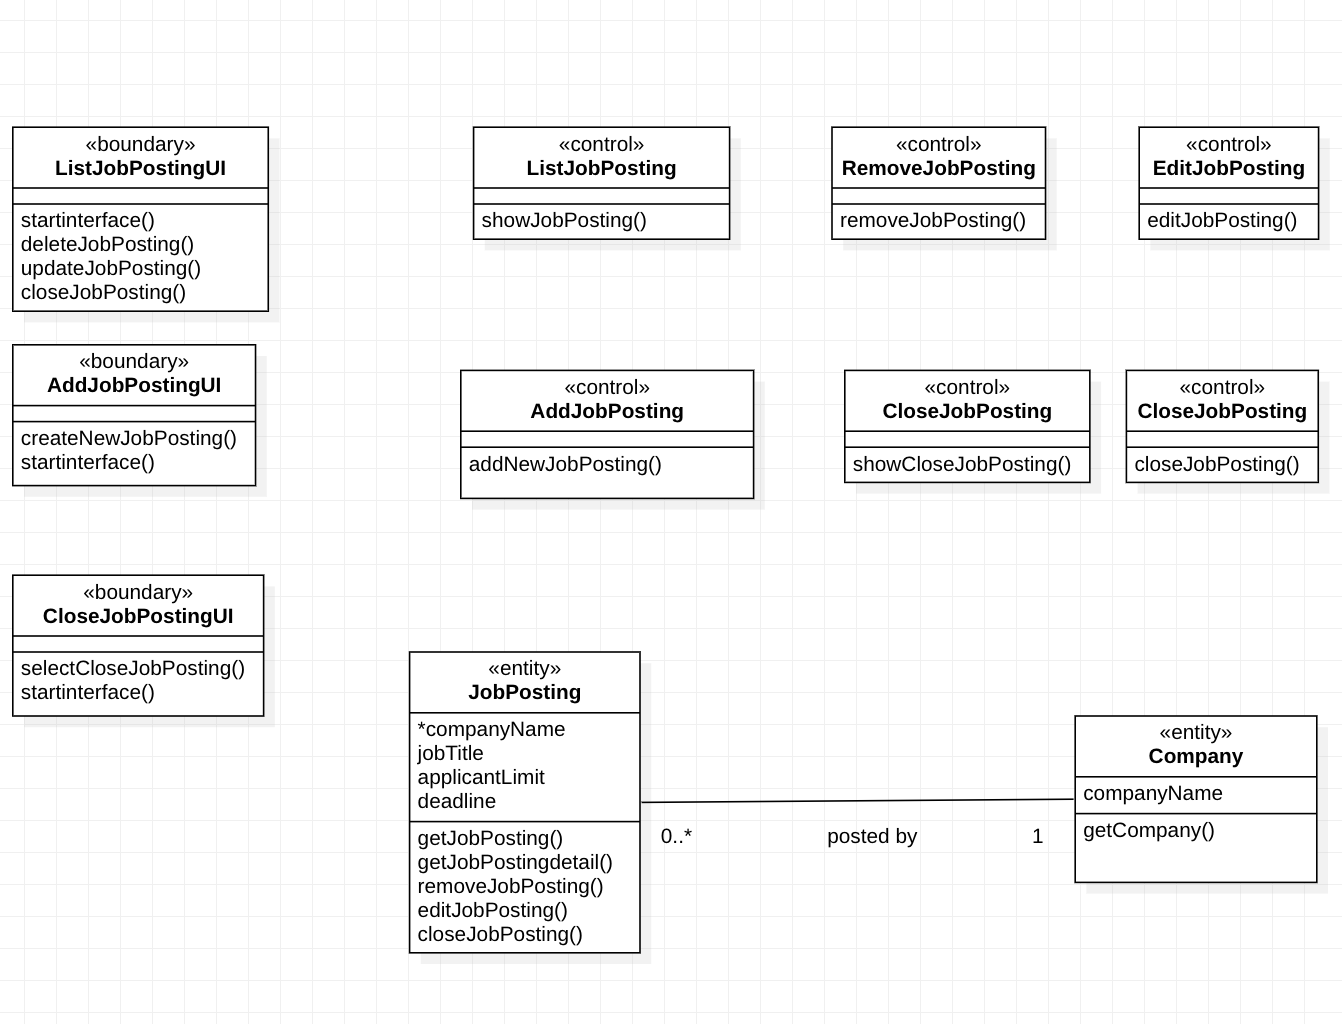 «boundary»
ListJobPostingUI
startinterface()
deleteJobPosting()
updateJobPosting()
closeJobPosting()
«control»
ListJobPosting
showJobPosting()
«control»
RemoveJobPosting
removeJobPosting()
«control»
EditJobPosting
editJobPosting()
«boundary»
AddJobPostingUI
createNewJobPosting()
startinterface()
«control»
AddJobPosting
addNewJobPosting()
«control»
CloseJobPosting
showCloseJobPosting()
«control»
CloseJobPosting
closeJobPosting()
«boundary»
CloseJobPostingUI
selectCloseJobPosting()
startinterface()
«entity»
JobPosting
*companyName
jobTitle
applicantLimit
deadline
getJobPosting()
getJobPostingdetail()
removeJobPosting()
editJobPosting()
closeJobPosting()
0..*
posted by
1
«entity»
Company
companyName
getCompany()